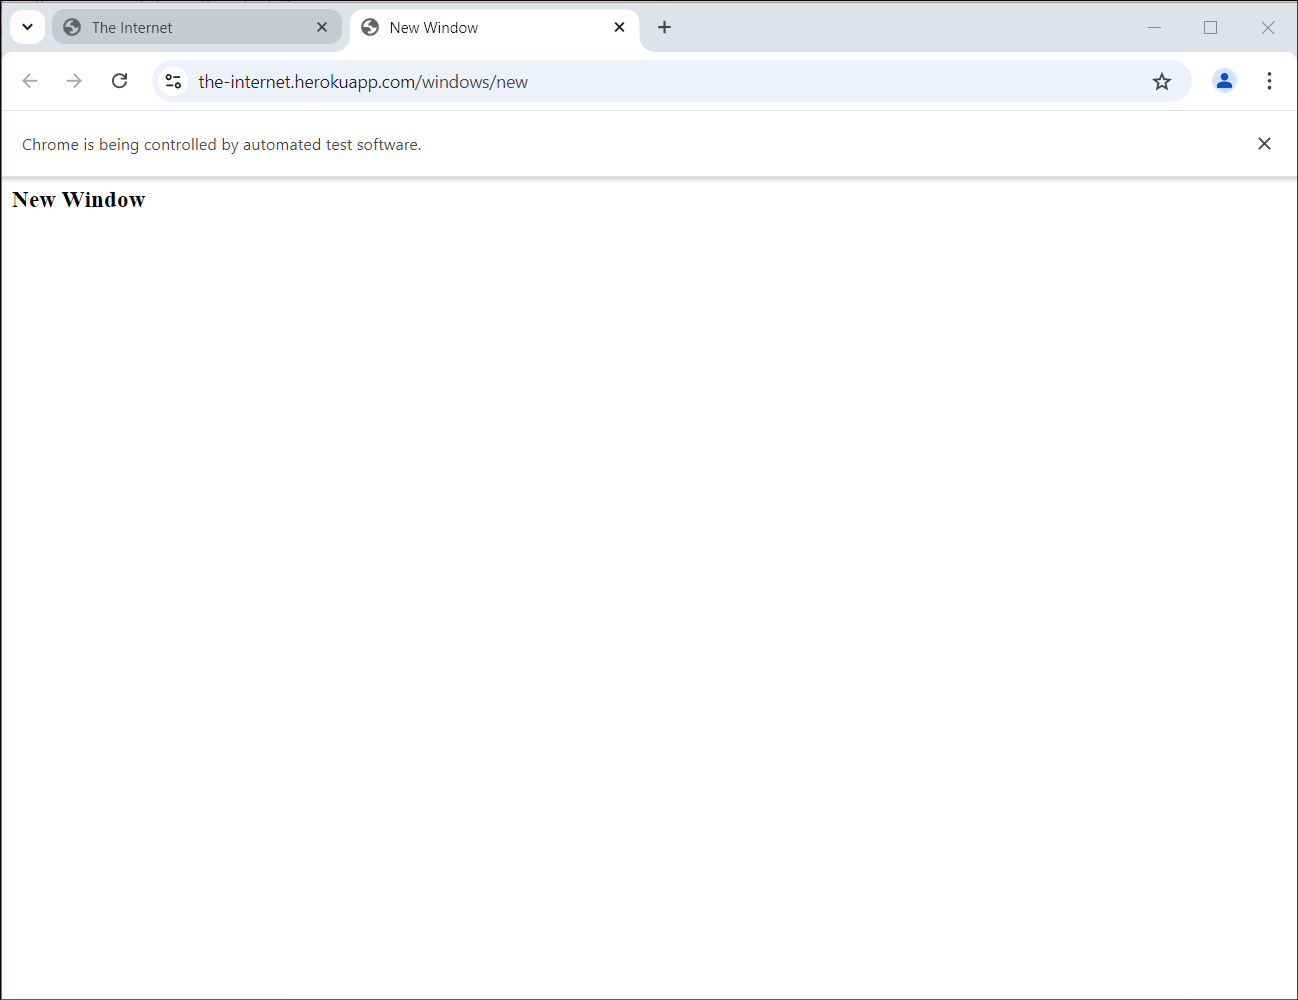 The Internet
New Window
the-internet.herokuapp.com/windows/new
Chrome is being controlled by automated test software.
New Window